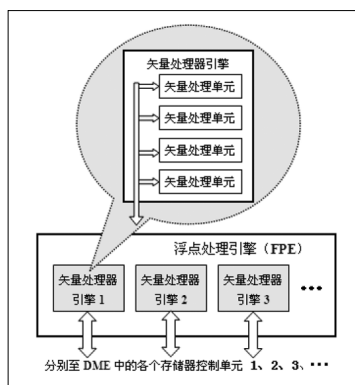 矢量处理器引擎
矢量处理单元
矢量处理单元
矢量处理单元
矢量处理单元
浮点处理引擎（FPE）
矢量处理器
引擎 1
矢量处理器
引擎 2
矢量处理器
引擎 3
•••
分别至 DME 中的各个存储器控制单元 1、2、3、•••